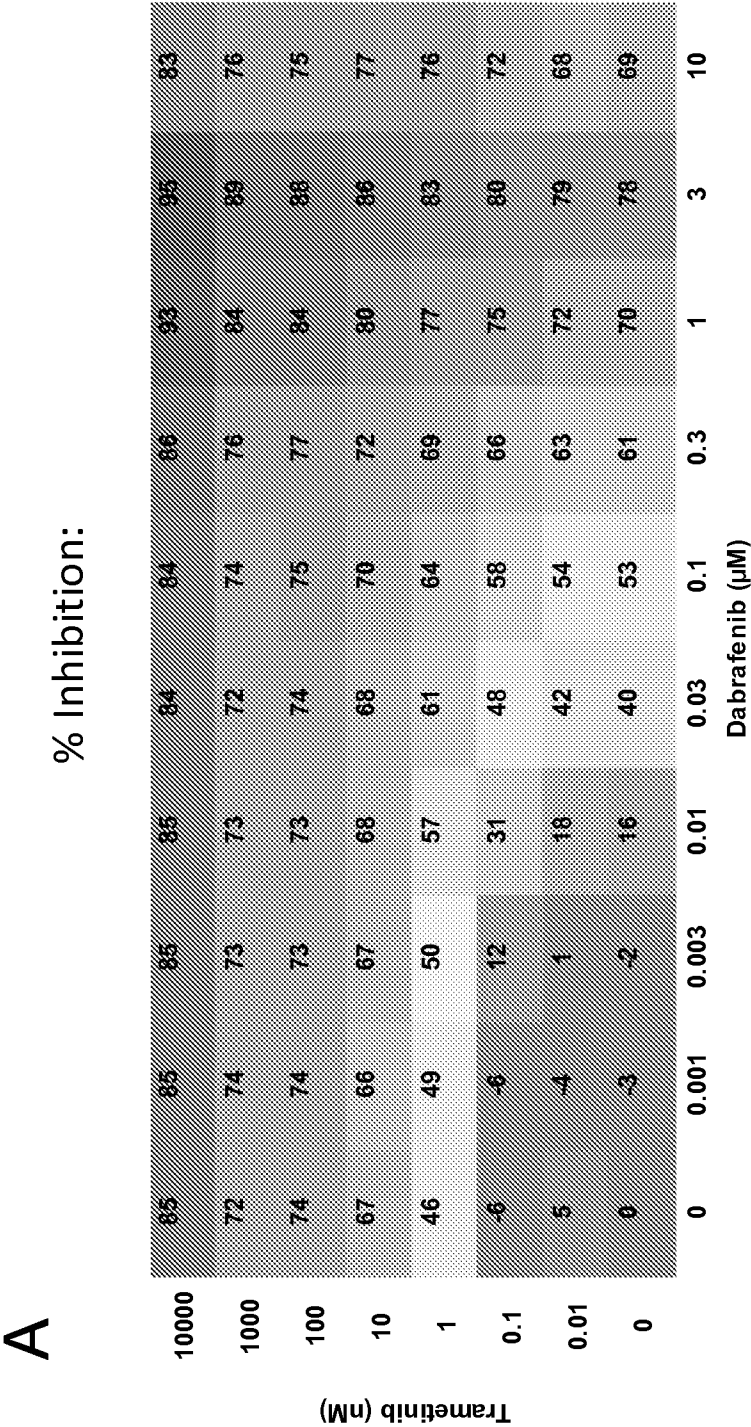 A
% Inhibition:
Trametinib (nM)
10000 85 85 85 85 84 84 86 93 95 83
1000 72 74 73 73 72 74 76 84 89 76
100 74 74 73 73 74 75 77 84 88 75
10 67 66 67 68 68 70 72 80 86 77
1 46 49 50 57 61 64 69 77 83 76
0.1 -6 -6 12 31 48 58 66 75 80 72
0.01 5 -4 1 18 42 54 63 72 79 68
0 0 -3 -2 16 40 53 61 70 78 69
0 0.001 0.003 0.01 0.03 0.1 0.3 1 3 10
Dabrafenib (µM)